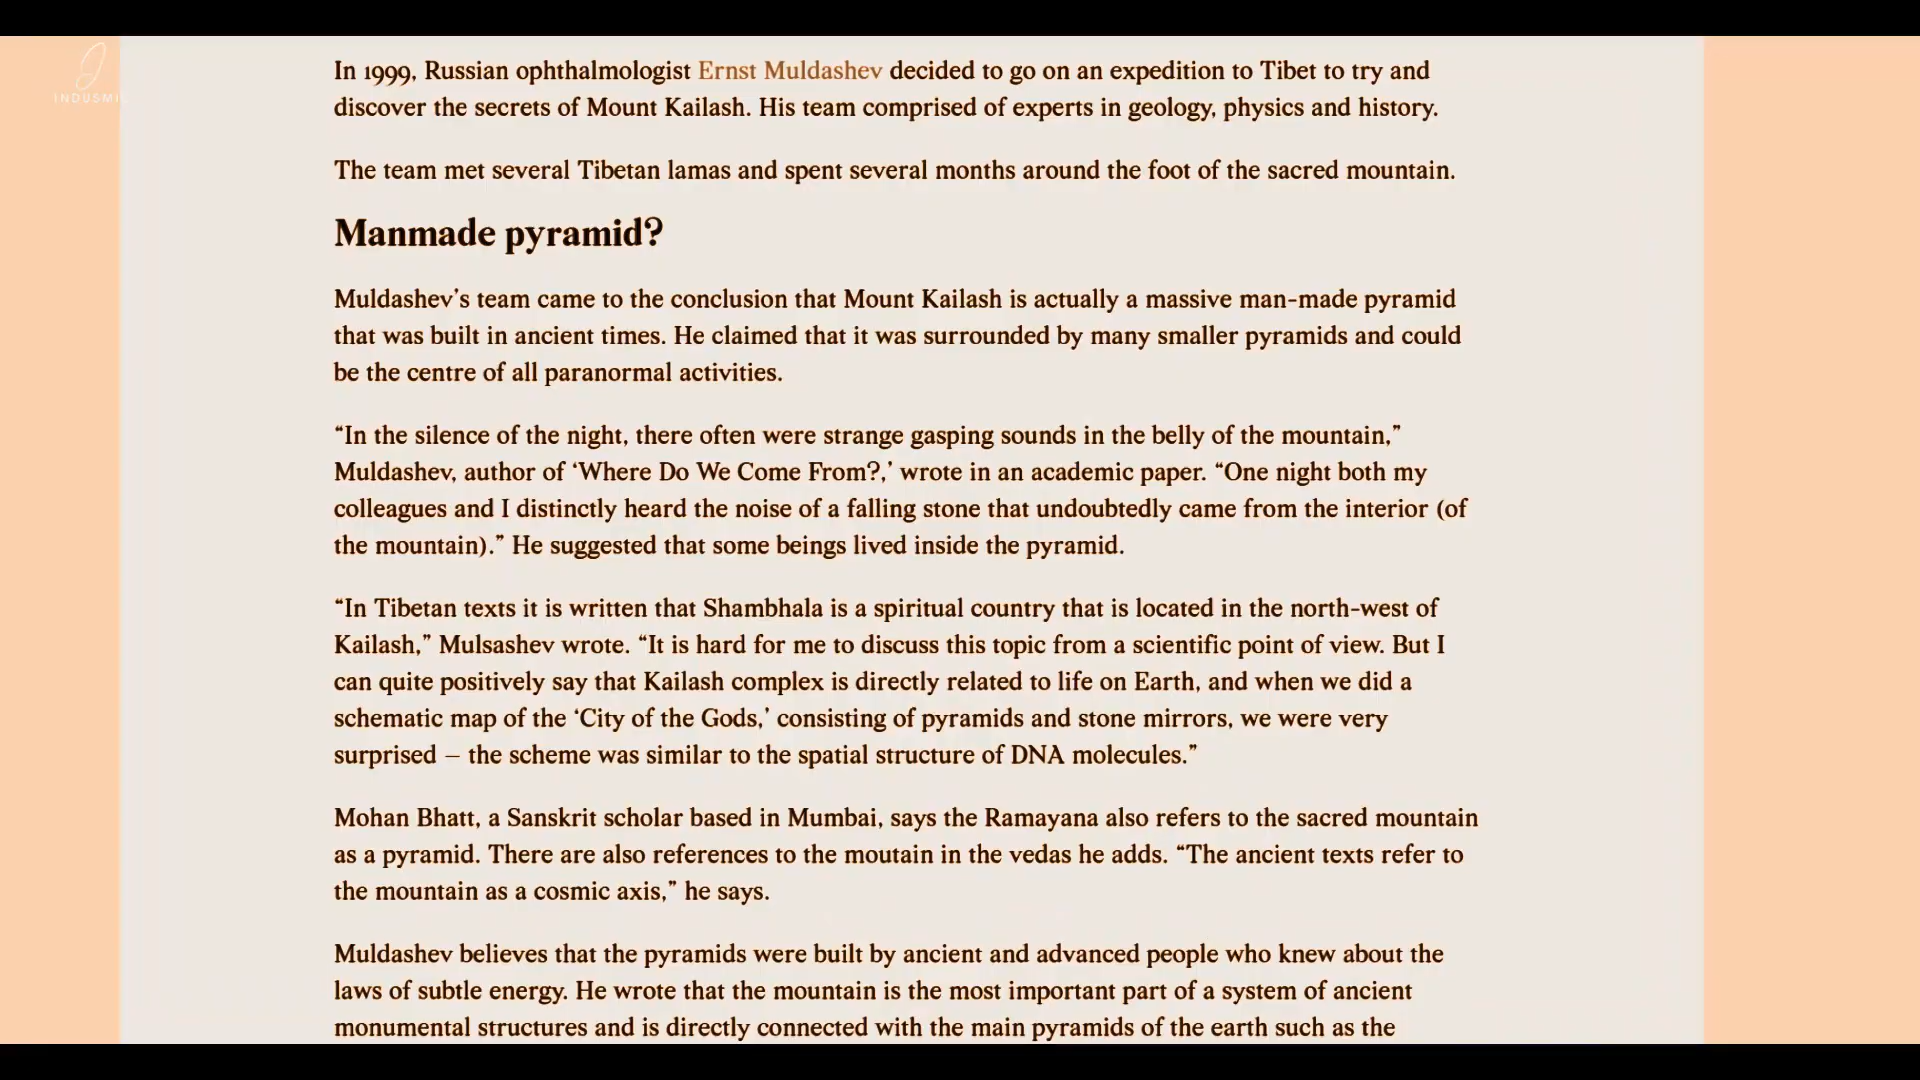 INDUSMI
In 1999, Russian ophthalmologist Ernst Muldashev decided to go on an expedition to Tibet to try and
discover the secrets of Mount Kailash. His team comprised of experts in geology, physics and history.
The team met several Tibetan lamas and spent several months around the foot of the sacred mountain.
Manmade pyramid?
Muldashev’s team came to the conclusion that Mount Kailash is actually a massive man-made pyramid
that was built in ancient times. He claimed that it was surrounded by many smaller pyramids and could
be the centre of all paranormal activities.
“In the silence of the night, there often were strange gasping sounds in the belly of the mountain,”
Muldashev, author of ‘Where Do We Come From?,’ wrote in an academic paper. “One night both my
colleagues and I distinctly heard the noise of a falling stone that undoubtedly came from the interior (of
the mountain).” He suggested that some beings lived inside the pyramid.
“In Tibetan texts it is written that Shambhala is a spiritual country that is located in the north-west of
Kailash,” Mulsashev wrote. “It is hard for me to discuss this topic from a scientific point of view. But I
can quite positively say that Kailash complex is directly related to life on Earth, and when we did a
schematic map of the ‘City of the Gods,’ consisting of pyramids and stone mirrors, we were very
surprised – the scheme was similar to the spatial structure of DNA molecules.”
Mohan Bhatt, a Sanskrit scholar based in Mumbai, says the Ramayana also refers to the sacred mountain
as a pyramid. There are also references to the moutain in the vedas he adds. “The ancient texts refer to
the mountain as a cosmic axis,” he says.
Muldashev believes that the pyramids were built by ancient and advanced people who knew about the
laws of subtle energy. He wrote that the mountain is the most important part of a system of ancient
monumental structures and is directly connected with the main pyramids of the earth such as the